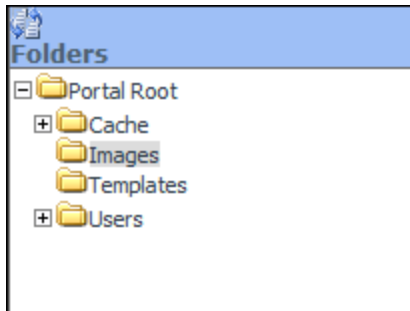 Folders
Portal Root
Cache
Images
Templates
Users